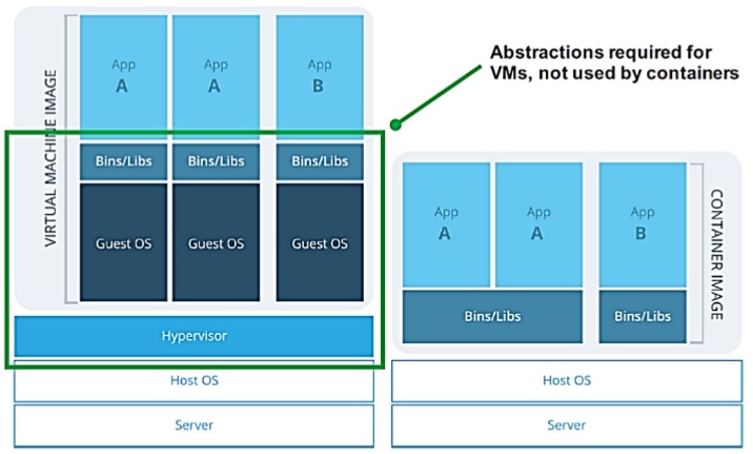 Abstractions required for
VMs, not used by containers
VIRTUAL MACHINE IMAGE
App
A
App
A
App
B
Bins/Libs
Bins/Libs
Bins/Libs
Guest OS
Guest OS
Guest OS
Hypervisor
Host OS
Server
App
A
App
A
App
B
CONTAINER IMAGE
Bins/Libs
Bins/Libs
Host OS
Server